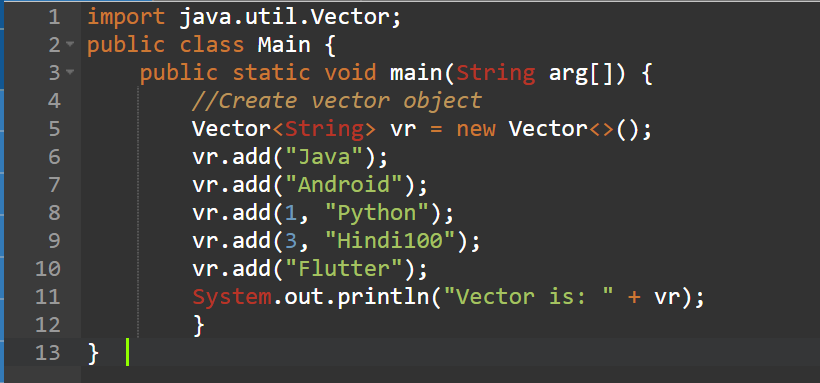 1 import java.util.Vector;
2 public class Main {
3     public static void main(String arg[]) {
4         //Create vector object
5         Vector<String> vr = new Vector<>();
6         vr.add("Java");
7         vr.add("Android");
8         vr.add(1, "Python");
9         vr.add(3, "Hindi100");
10         vr.add("Flutter");
11         System.out.println("Vector is: " + vr);
12         }
13 }